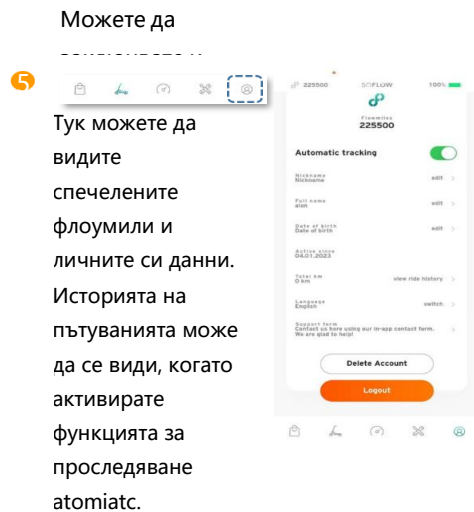 Можете да
5
Тук можете да
видите
спечелените
флоумили и
личните си данни.
Историята на
пътуванията може
да се види, когато
активирате
функцията за
проследяване
atomiatc.
225500 SOFLOW 100%
Flowmiles
225500
Automatic tracking
Nickname
Nickname edit >
Full name
alan edit >
Date of birth
Date of birth edit >
Active since
04.01.2023
Total km
0 km view ride history >
Language
English switch >
Support form
Contact us here using our in-app contact form.
We are glad to help! >
Delete Account
Logout